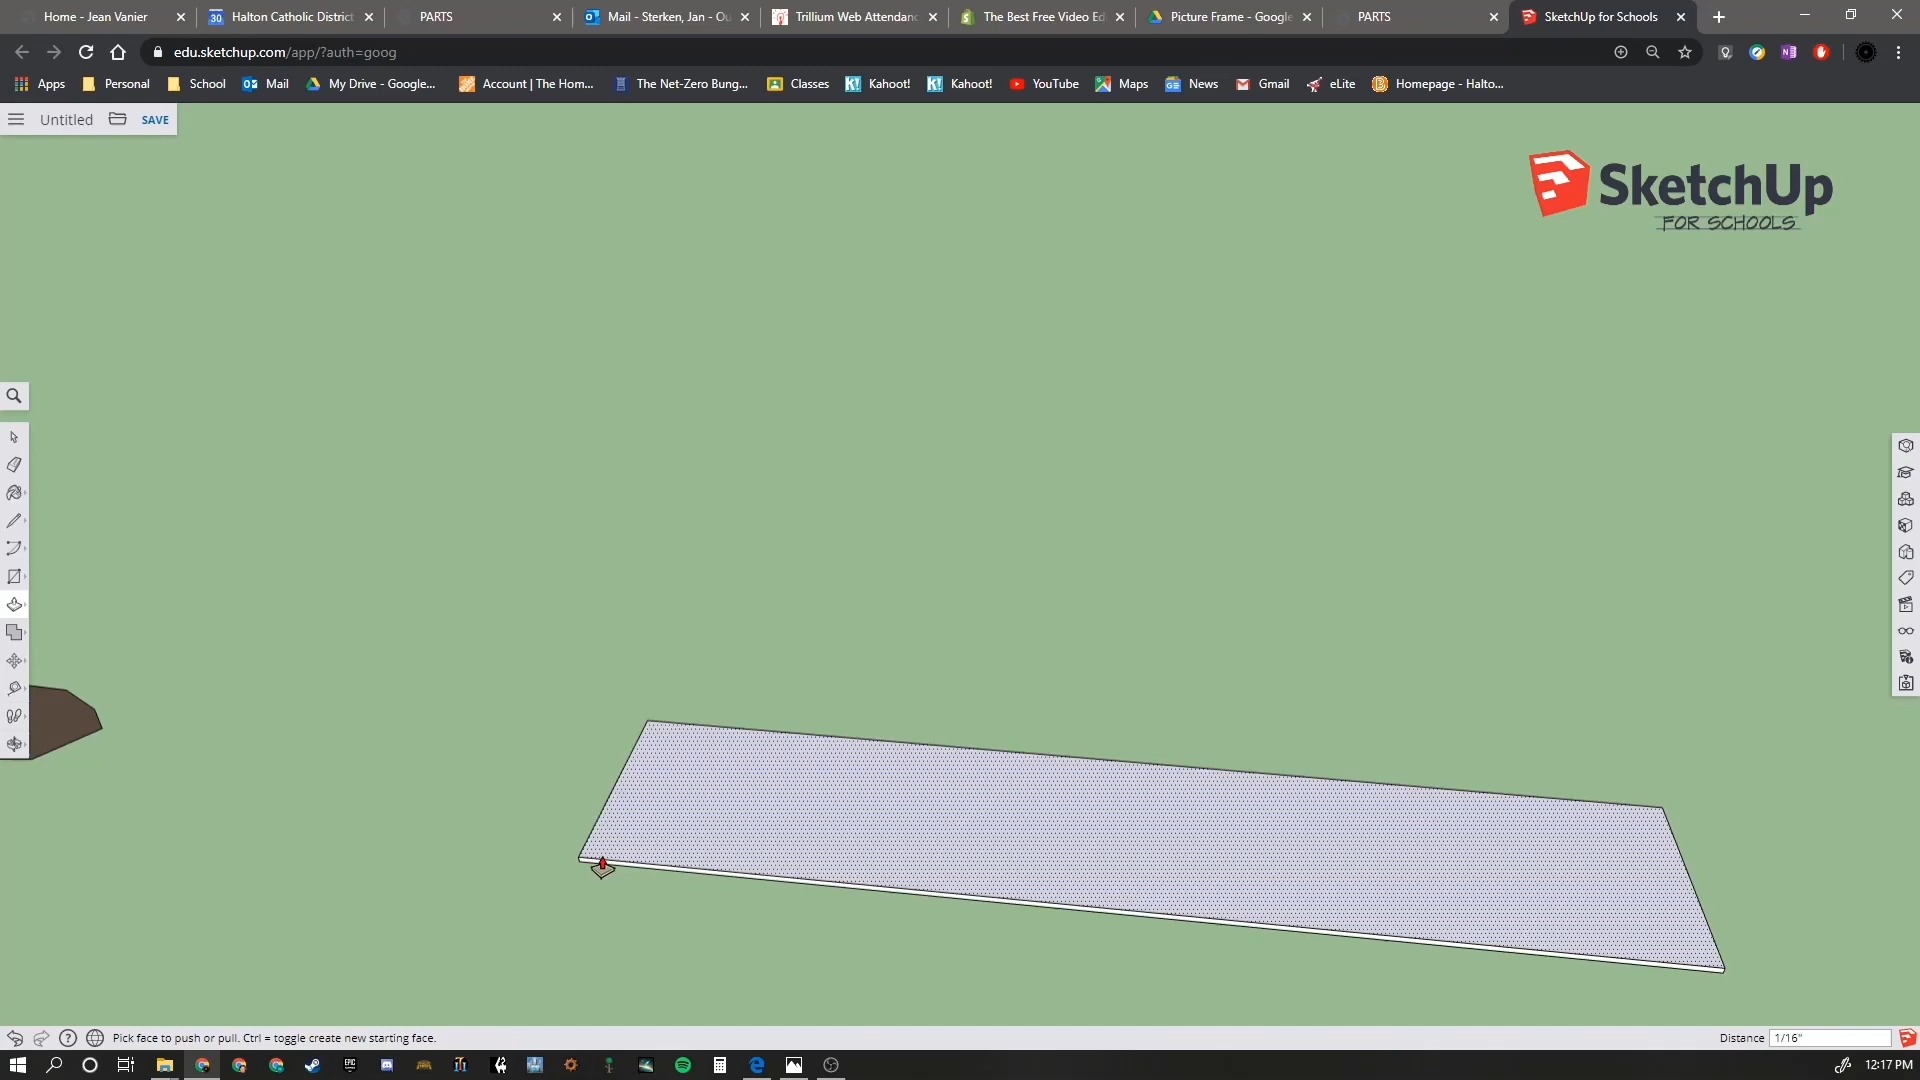 Home - Jean Vanier
Halton Catholic District
PARTS
Mail - Sterken, Jan - Ou
Trillium Web Attendanc
The Best Free Video Ed
Picture Frame - Google
PARTS
SketchUp for Schools
edu.sketchup.com/app/?auth=goog
Apps
Personal
School
Mail
My Drive - Google...
Account | The Hom...
The Net-Zero Bung...
Classes
Kahoot!
Kahoot!
YouTube
Maps
News
Gmail
eLite
Homepage - Halto...
Untitled
SAVE
SketchUp
FOR SCHOOLS
Pick face to push or pull. Ctrl = toggle create new starting face.
Distance
1/16"
12:17 PM